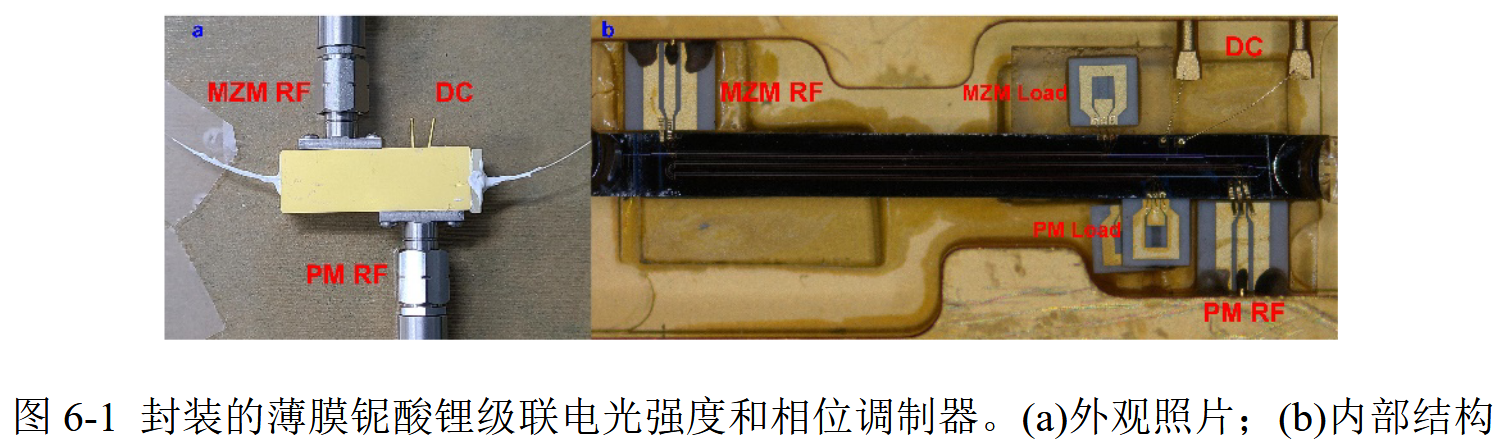 a
MZM RF
DC
PM RF
b
MZM RF
MZM Load
DC
PM Load
PM RF
图 6-1 封装的薄膜铌酸锂级联电光强度和相位调制器。(a)外观照片；(b)内部结构